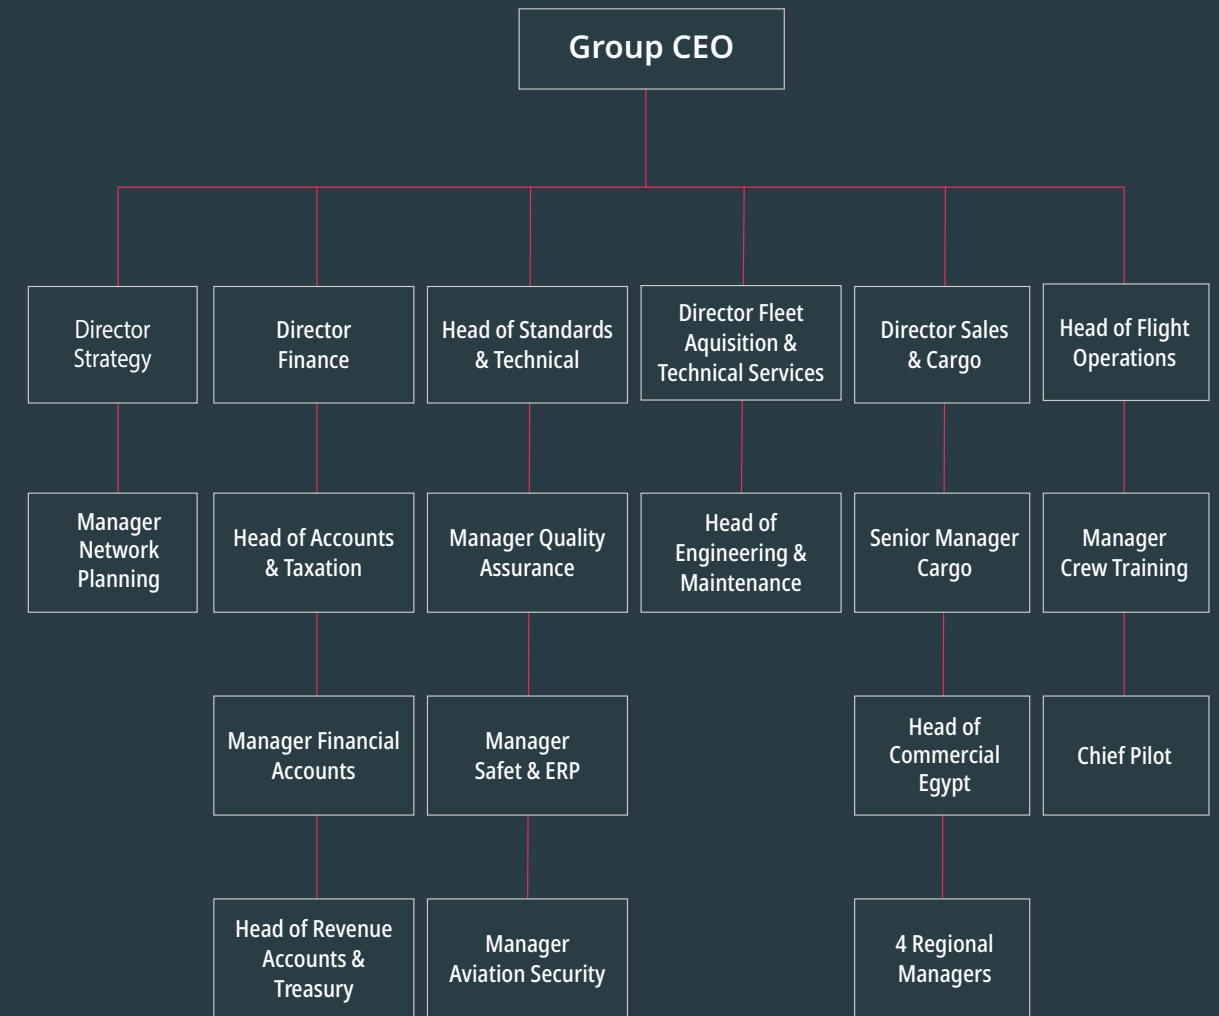 Group CEO
Director
Strategy
Director
Finance
Head of Standards
& Technical
Director Fleet
Aquisition &
Technical Services
Director Sales
& Cargo
Head of Flight
Operations
Manager
Network
Planning
Head of Accounts
& Taxation
Manager Quality
Assurance
Head of
Engineering &
Maintenance
Senior Manager
Cargo
Manager
Crew Training
Manager Financial
Accounts
Manager
Safet & ERP
Head of
Commercial
Egypt
Chief Pilot
Head of Revenue
Accounts &
Treasury
Manager
Aviation Security
4 Regional
Managers